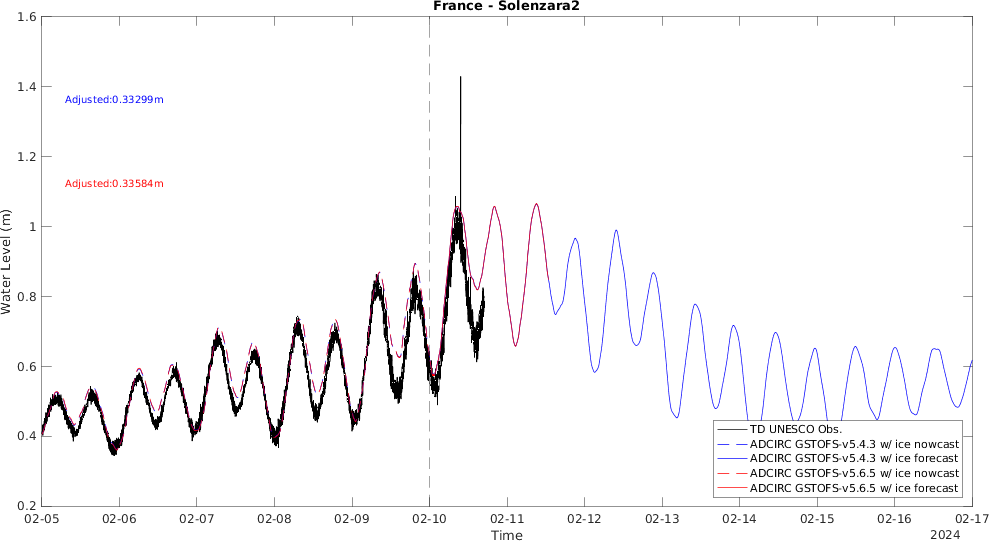 France - Solenzara2
1.6
1.4
1.2
1
0.8
0.6
0.4
0.2
Water Level (m)
Adjusted:0.33299m
Adjusted:0.33584m
TD UNESCO Obs.
ADCIRC GSTOFS-v5.4.3 w/ ice nowcast
ADCIRC GSTOFS-v5.4.3 w/ ice forecast
ADCIRC GSTOFS-v5.6.5 w/ ice nowcast
ADCIRC GSTOFS-v5.6.5 w/ ice forecast
02-05 02-06 02-07 02-08 02-09 02-10 02-11 02-12 02-13 02-14 02-15 02-16 02-17
Time
2024